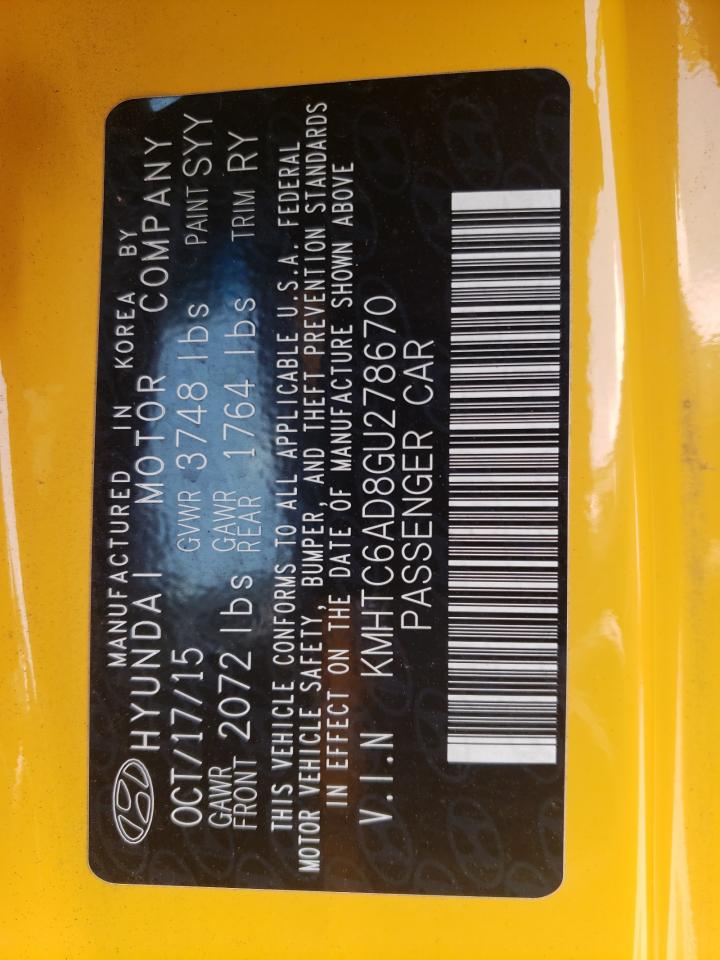 MANUFACTURED IN KOREA BY
HYUNDAI MOTOR COMPANY
OCT/17/15 GVWR 3748 lbs PAINT SYY
GAWR FRONT 2072 lbs GAWR REAR 1764 lbs TRIM RY
THIS VEHICLE CONFORMS TO ALL APPLICABLE U.S.A. FEDERAL
MOTOR VEHICLE SAFETY, BUMPER, AND THEFT PREVENTION STANDARDS
IN EFFECT ON THE DATE OF MANUFACTURE SHOWN ABOVE
V.I.N KMHTC6AD8GU278670
PASSENGER CAR